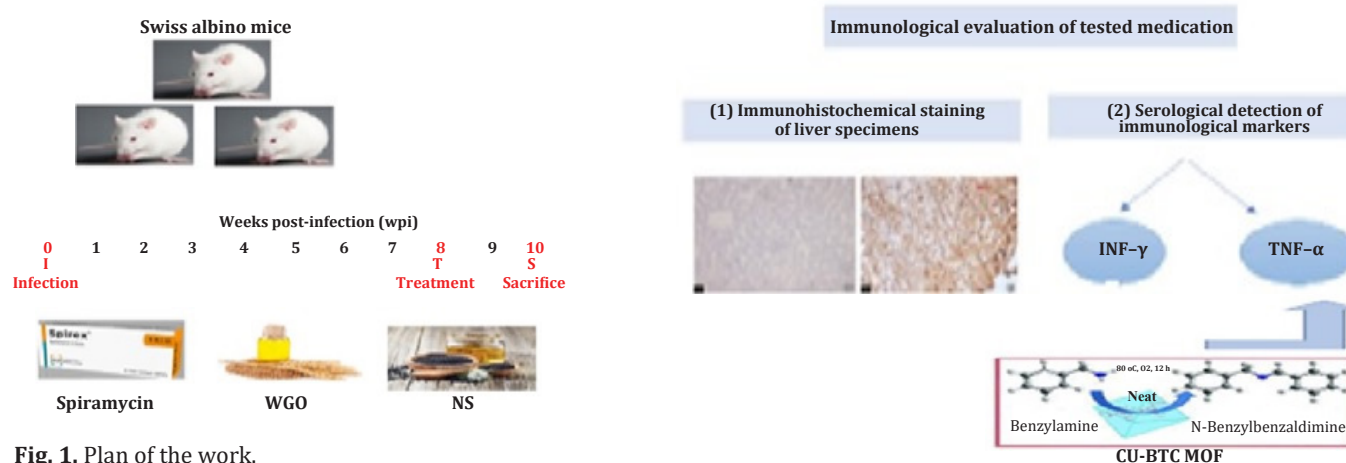 Swiss albino mice
Weeks post-infection (wpi)
0 1 2 3 4 5 6 7 8 9 10
I T S
Infection Treatment Sacrifice
Spirex
Spiramycin WGO NS
Fig. 1. Plan of the work.
Immunological evaluation of tested medication
(1) Immunohistochemical staining
of liver specimens
(2) Serological detection of
immunological markers
INF–γ TNF–α
80 oC, O2, 12 h
Neat
Benzylamine N-Benzylbenzaldimine
CU-BTC MOF